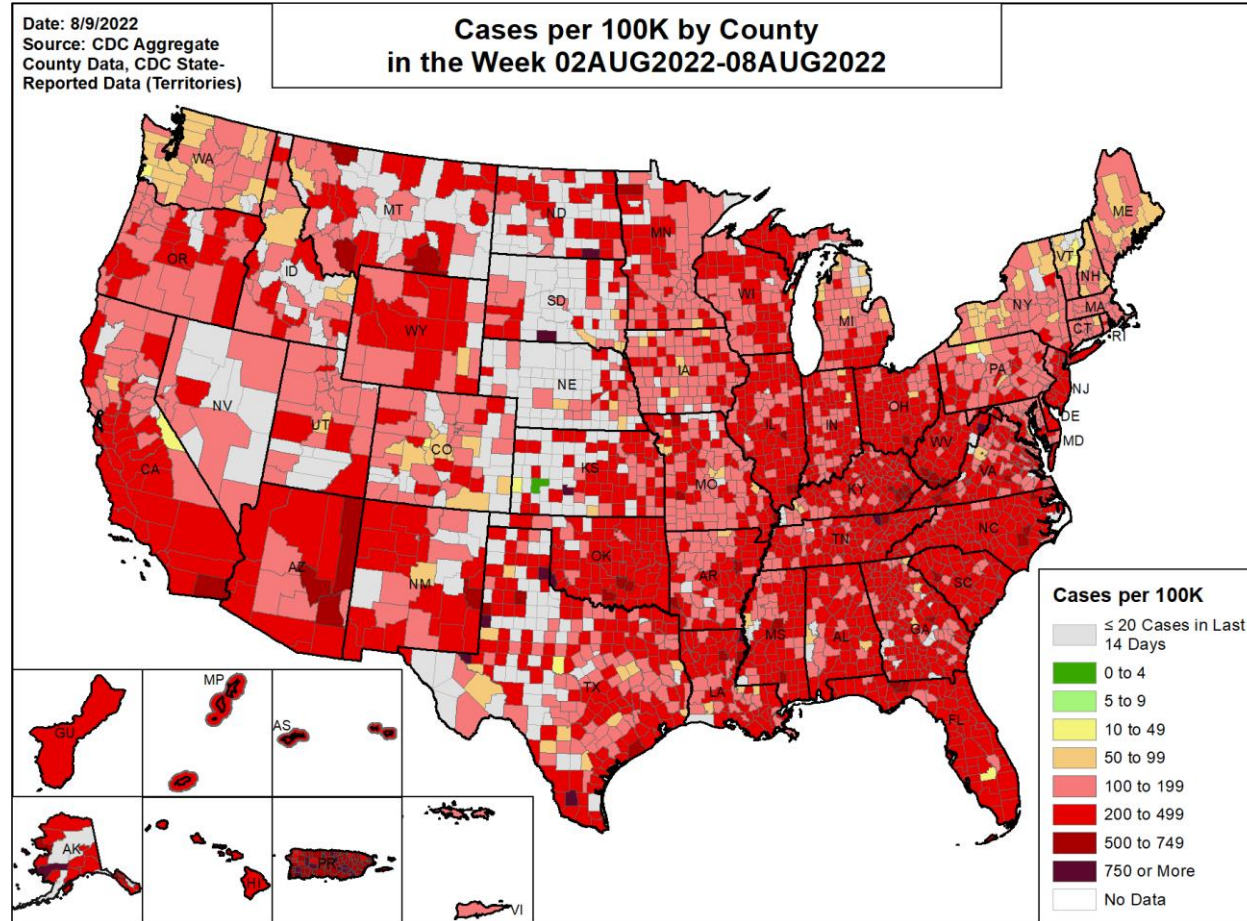 Date: 8/9/2022
Source: CDC Aggregate
County Data, CDC State-
Reported Data (Territories)
Cases per 100K by County
in the Week 02AUG2022-08AUG2022
WA
MT
ND
MN
ME
OR
ID
SD
WI
VT
NH
NY
MA
CT
RI
WY
MI
NV
NE
IA
PA
NJ
UT
CO
IL
IN
OH
DE
MD
CA
KS
MO
WV
VA
KY
AZ
NM
OK
AR
TN
NC
SC
MS
AL
GA
TX
LA
FL
GU
MP
AS
AK
HI
PR
VI
Cases per 100K
≤ 20 Cases in Last
14 Days
0 to 4
5 to 9
10 to 49
50 to 99
100 to 199
200 to 499
500 to 749
750 or More
No Data